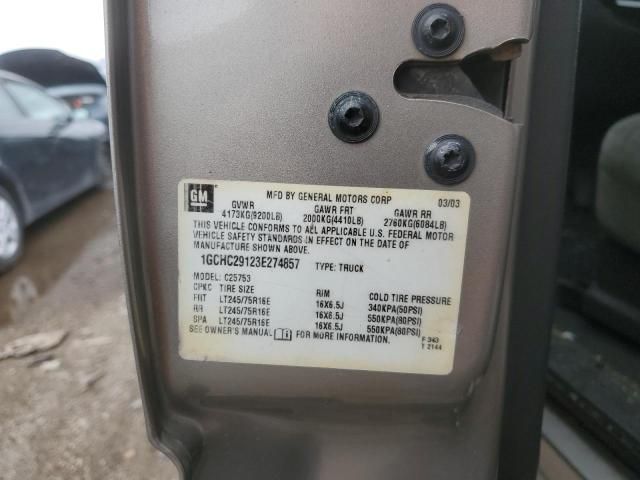 GM
MFD BY GENERAL MOTORS CORP 03/03
GVWR GAWR FRT GAWR RR
4173KG(9200LB) 2000KG(4410LB) 2760KG(6084LB)
THIS VEHICLE CONFORMS TO ALL APPLICABLE U.S. FEDERAL MOTOR
VEHICLE SAFETY STANDARDS IN EFFECT ON THE DATE OF
MANUFACTURE SHOWN ABOVE.
1GCHC29123E274857 TYPE: TRUCK
MODEL: C25753
CPKC TIRE SIZE RIM COLD TIRE PRESSURE
FRT LT245/75R16E 16X6.5J 340KPA(50PSI)
RR LT245/75R16E 16X6.5J 550KPA(80PSI)
SPA LT245/75R16E 16X6.5J 550KPA(80PSI)
SEE OWNER'S MANUAL FOR MORE INFORMATION.
F 343
T 2144